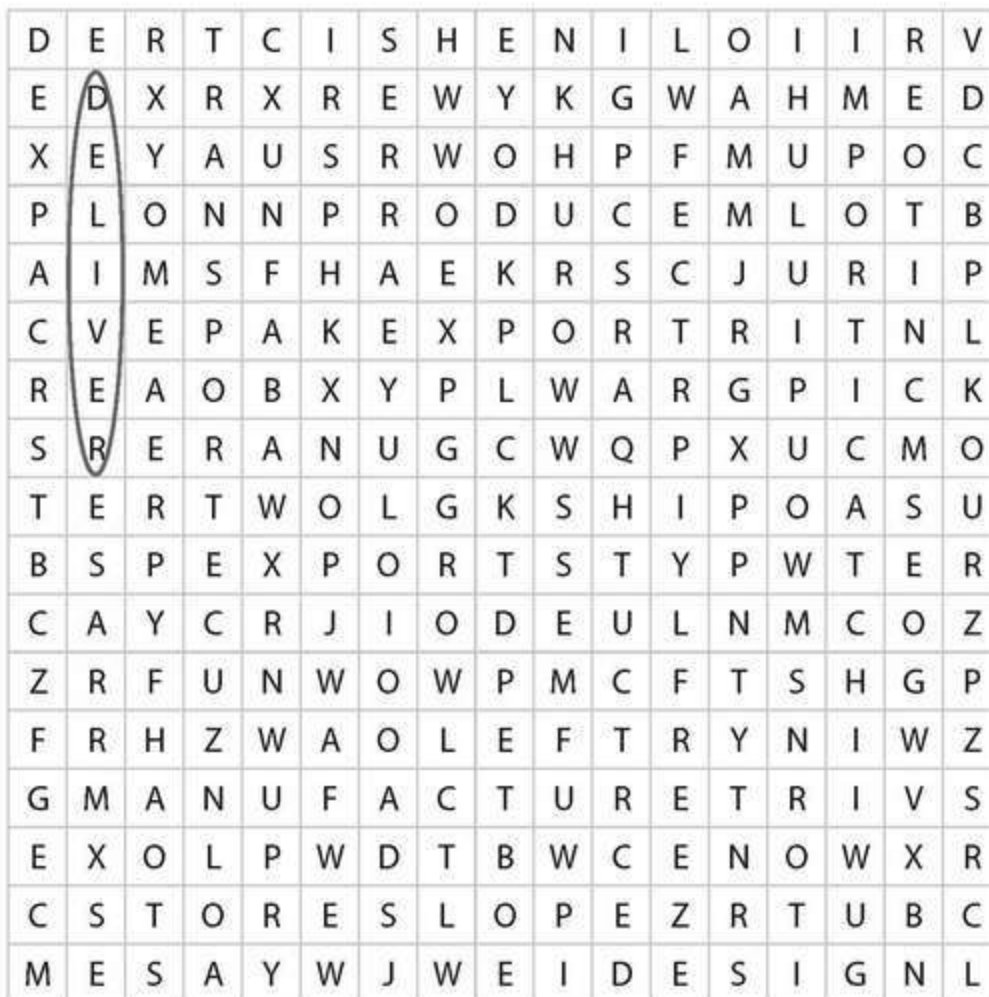 D E R T C I S H E N I L O I I R V
E D X R X R E W Y K G W A H M E D
X E Y A U S R W O H P F M U P O C
P L O N N P R O D U C E M L O T B
A I M S F H A E K R S C J U R I P
C V E P A K E X P O R T R I T N L
R E A O B X Y P L W A R G P I C K
S R E R A N U G C W Q P X U C M O
T E R T W O L G K S H I P O A S U
B S P E X P O R T S T Y P W T E R
C A Y C R J I O D E U L N M C O Z
Z R F U N W O W P M C F T S H G P
F R H Z W A O L E F T R Y N I W Z
G M A N U F A C T U R E T R I V S
E X O L P W D T B W C E N O W X R
C S T O R E S L O P E Z R T U B C
M E S A Y W J W E I D E S I G N L